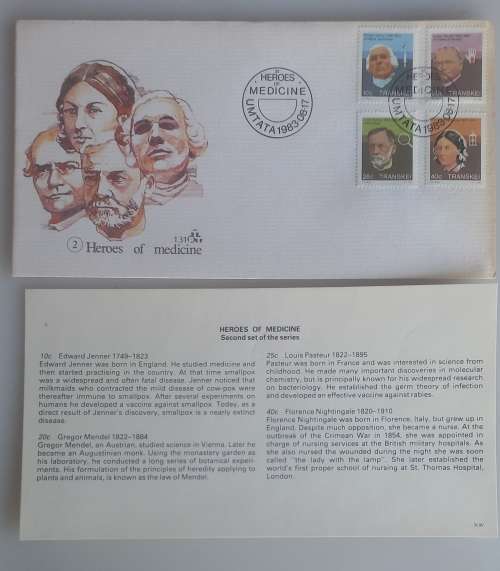 HEROES
OF
MEDICINE
UMTATA 1983·08·17
HEROES
OF
MEDICINE
UMTATA 1983·08·17
10c TRANSKEI
TRANSKEI
25c TRANSKEI
40c TRANSKEI
2 Heroes of medicine
1.31
HEROES OF MEDICINE
Second set of the series
10c Edward Jenner 1749–1823
Edward Jenner was born in England. He studied medicine and
then started practising in the country. At that time smallpox
was a widespread and often fatal disease. Jenner noticed that
milkmaids who contracted the mild disease of cow-pox were
thereafter immune to smallpox. After several experiments on
humans he developed a vaccine against smallpox. Today, as a
direct result of Jenner's discovery, smallpox is a nearly extinct
disease.
20c Gregor Mendel 1822–1884
Gregor Mendel, an Austrian, studied science in Vienna. Later he
became an Augustinian monk. Using the monastery garden as
his laboratory, he conducted a long series of botanical experi-
ments. His formulation of the principles of heredity applying to
plants and animals, is known as the law of Mendel.
25c Louis Pasteur 1822–1895
Pasteur was born in France and was interested in science from
childhood. He made many important discoveries in molecular
chemistry, but is principally known for his widespread research
on bacteriology. He established the germ theory of infection
and developed an effective vaccine against rabies.
40c Florence Nightingale 1820–1910
Florence Nightingale was born in Florence, Italy, but grew up in
England. Despite much opposition, she became a nurse. At the
outbreak of the Crimean War in 1854, she was appointed in
charge of nursing services at the British military hospitals. As
she also nursed the wounded during the night she was soon
called "the lady with the lamp". She later established the
world's first proper school of nursing at St. Thomas Hospital,
London.